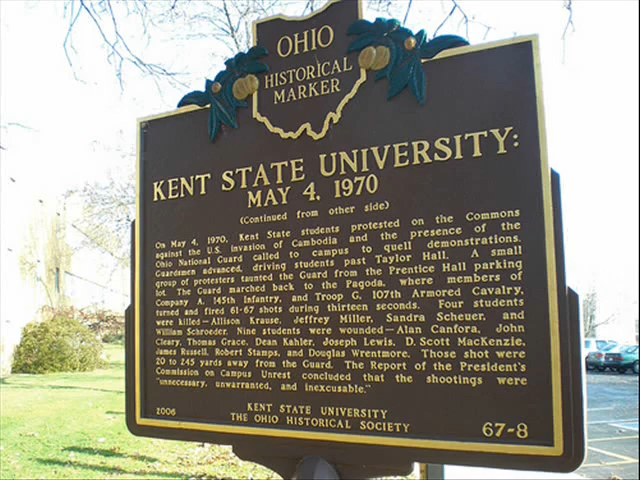 OHIO
HISTORICAL
MARKER
KENT STATE UNIVERSITY:
MAY 4, 1970
(Continued from other side)
On May 4, 1970, Kent State students protested on the Commons
against the U.S. invasion of Cambodia and the presence of the
Ohio National Guard called to campus to quell demonstrations.
Guardsmen advanced, driving students past Taylor Hall. A small
group of protesters taunted the Guard from the Prentice Hall parking
lot. The Guard marched back to the Pagoda, where members of
Company A, 145th Infantry, and Troop G, 107th Armored Cavalry,
turned and fired 61-67 shots during thirteen seconds. Four students
were killed—Allison Krause, Jeffrey Miller, Sandra Scheuer, and
William Schroeder. Nine students were wounded—Alan Canfora, John
Cleary, Thomas Grace, Dean Kahler, Joseph Lewis, D. Scott MacKenzie,
James Russell, Robert Stamps, and Douglas Wrentmore. Those shot were
20 to 245 yards away from the Guard. The Report of the President's
Commission on Campus Unrest concluded that the shootings were
"unnecessary, unwarranted, and inexcusable."
2006
KENT STATE UNIVERSITY
THE OHIO HISTORICAL SOCIETY
67-8